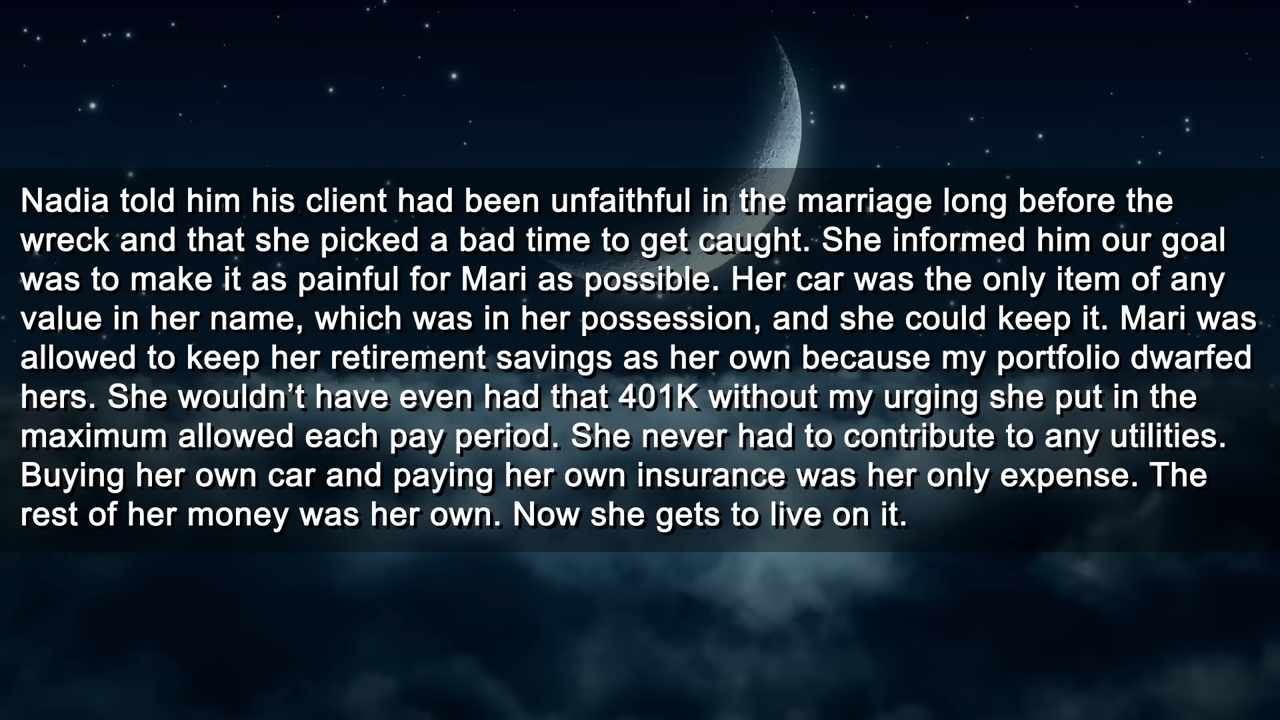 Nadia told him his client had been unfaithful in the marriage long before the
wreck and that she picked a bad time to get caught. She informed him our goal
was to make it as painful for Mari as possible. Her car was the only item of any
value in her name, which was in her possession, and she could keep it. Mari was
allowed to keep her retirement savings as her own because my portfolio dwarfed
hers. She wouldn’t have even had that 401K without my urging she put in the
maximum allowed each pay period. She never had to contribute to any utilities.
Buying her own car and paying her own insurance was her only expense. The
rest of her money was her own. Now she gets to live on it.